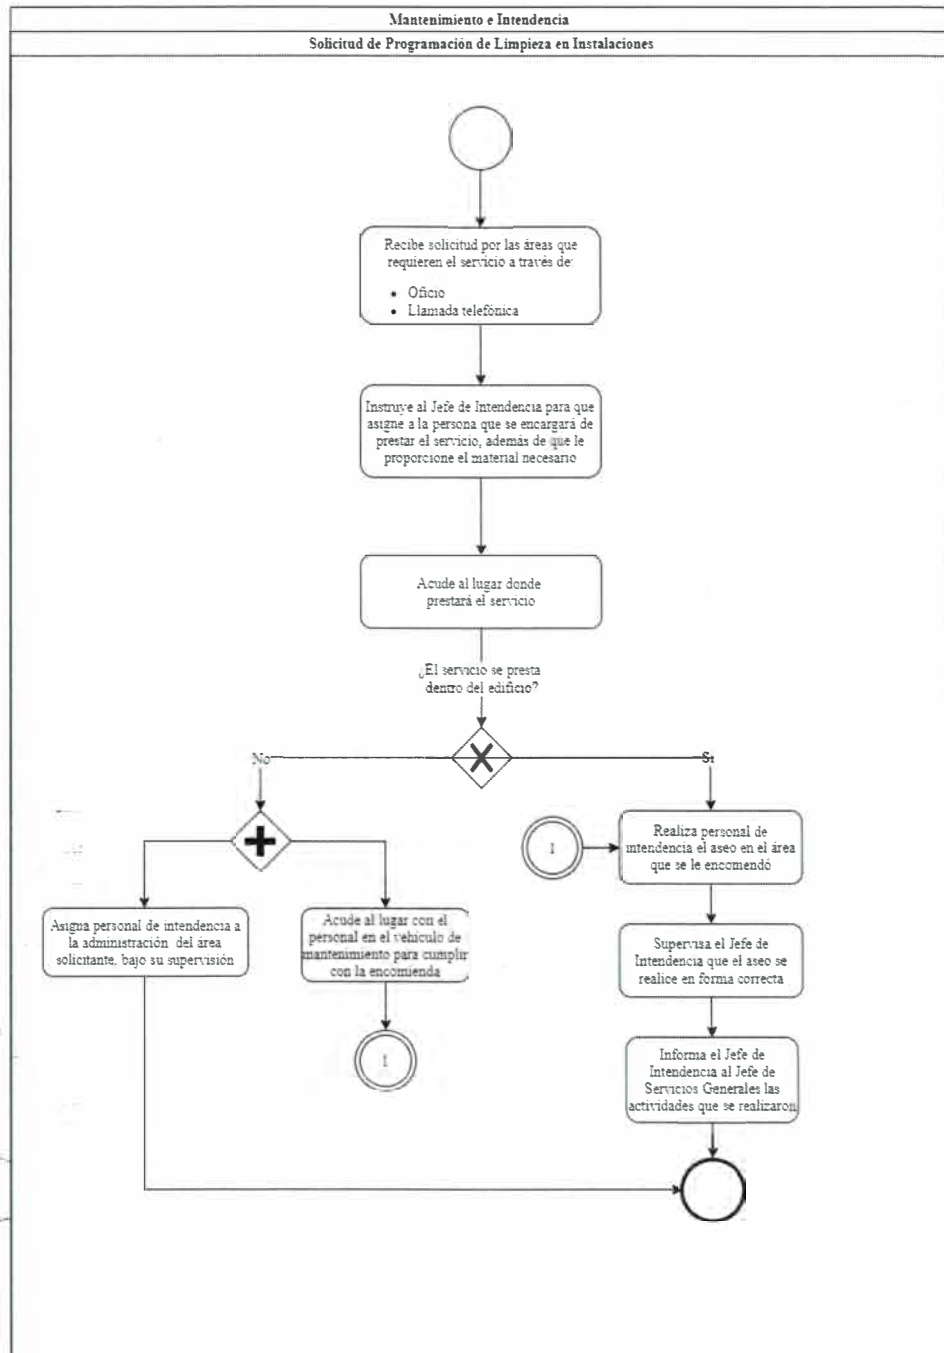 Mantenimiento e Intendencia
Solicitud de Programación de Limpieza en Instalaciones
Recibe solicitud por las áreas que
requieren el servicio a través de:
• Oficio
• Llamada telefónica
Instruye al Jefe de Intendencia para que
asigne a la persona que se encargará de
prestar el servicio, además de que le
proporcione el material necesario
Acude al lugar donde
prestará el servicio
¿El servicio se presta
dentro del edificio?
No
Si
Asigna personal de intendencia a
la administración del área
solicitante, bajo su supervisión
Acude al lugar con el
personal en el vehículo de
mantenimiento para cumplir
con la encomienda
1
1
Realiza personal de
intendencia el aseo en el área
que se le encomendó
Supervisa el Jefe de
Intendencia que el aseo se
realice en forma correcta
Informa el Jefe de
Intendencia al Jefe de
Servicios Generales las
actividades que se realizaron